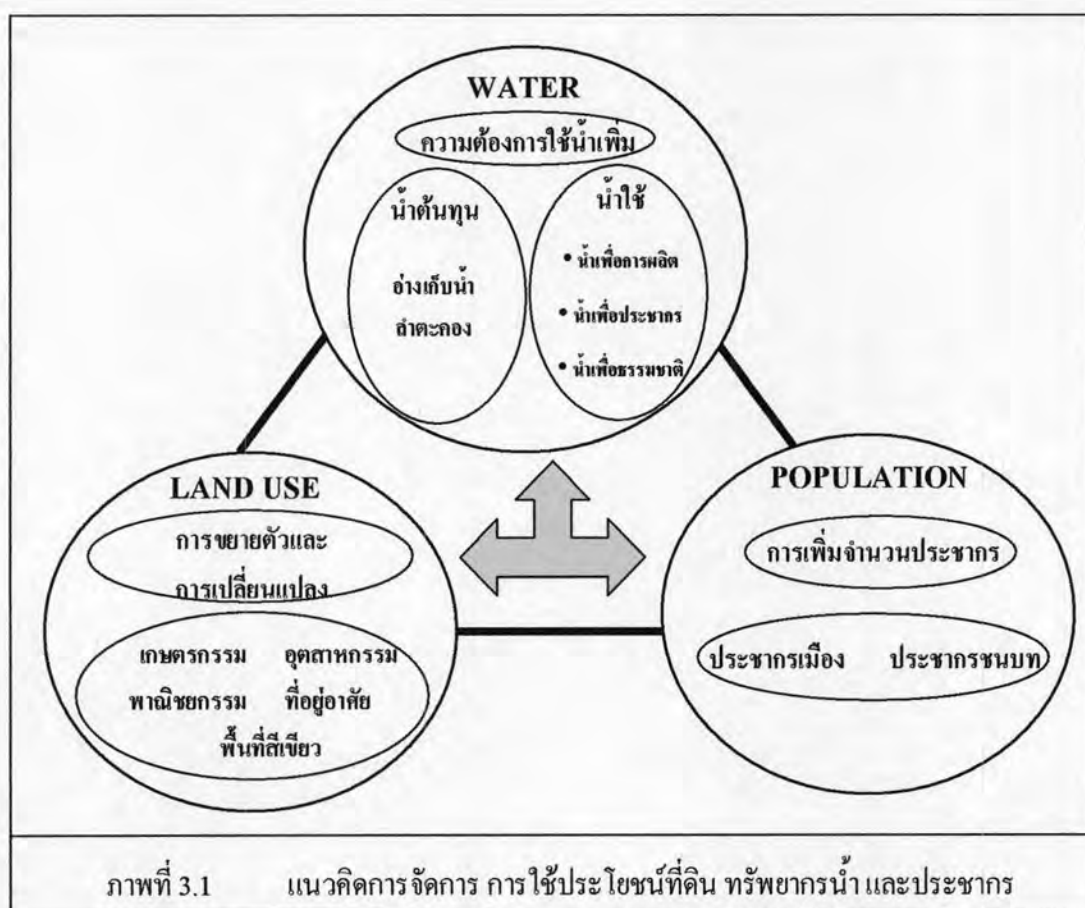 WATER
ความต้องการใช้น้ำเพิ่ม
น้ำต้นทุน
อ่างเก็บน้ำ
ลำตะคอง
น้ำใช้
• น้ำเพื่อการผลิต
• น้ำเพื่อประชากร
• น้ำเพื่อธรรมชาติ
LAND USE
การขยายตัวและ
การเปลี่ยนแปลง
เกษตรกรรม อุตสาหกรรม
พาณิชยกรรม ที่อยู่อาศัย
พื้นที่สีเขียว
POPULATION
การเพิ่มจำนวนประชากร
ประชากรเมือง ประชากรชนบท
ภาพที่ 3.1 แนวคิดการจัดการ การใช้ประโยชน์ที่ดิน ทรัพยากรน้ำ และประชากร